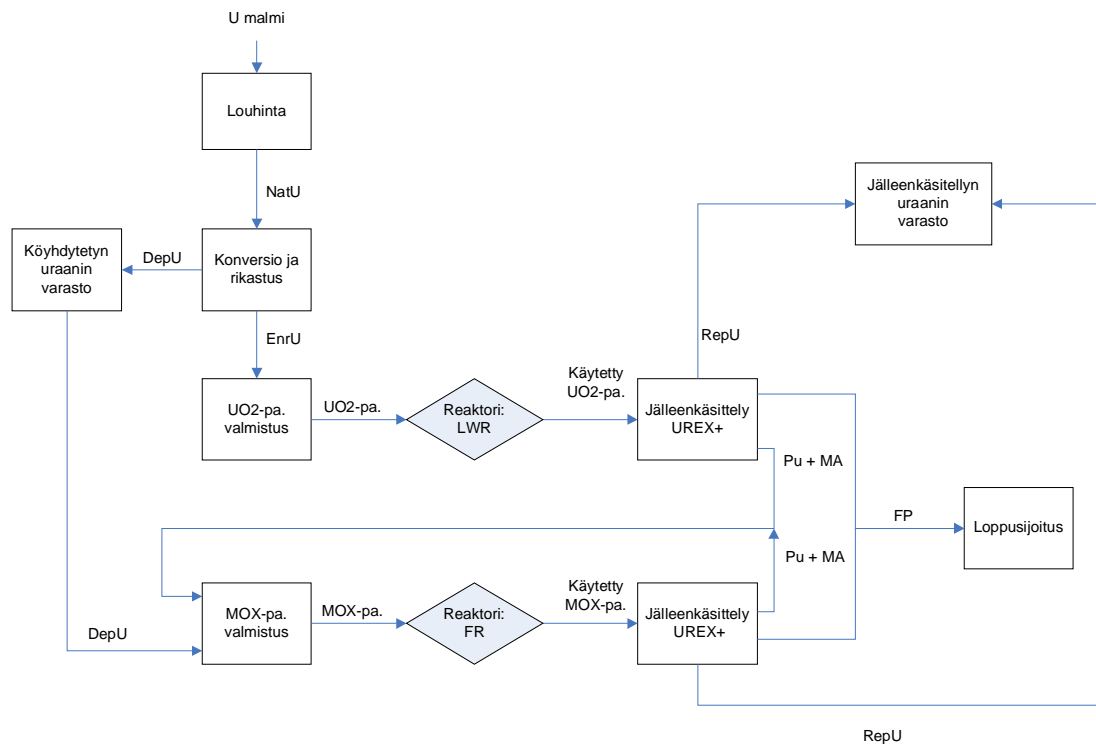 U malmi
Louhinta
NatU
Jälleenkäsitellyn
uraanin
varasto
Köyhdytetyn
uraanin
varasto
DepU
Konversio ja
rikastus
EnrU
RepU
UO2-pa.
valmistus
UO2-pa.
Reaktori:
LWR
Käytetty
UO2-pa.
Jälleenkäsittely
UREX+
Pu + MA
FP
Loppusijoitus
Pu + MA
DepU
MOX-pa.
valmistus
MOX-pa.
Reaktori:
FR
Käytetty
MOX-pa.
Jälleenkäsittely
UREX+
RepU